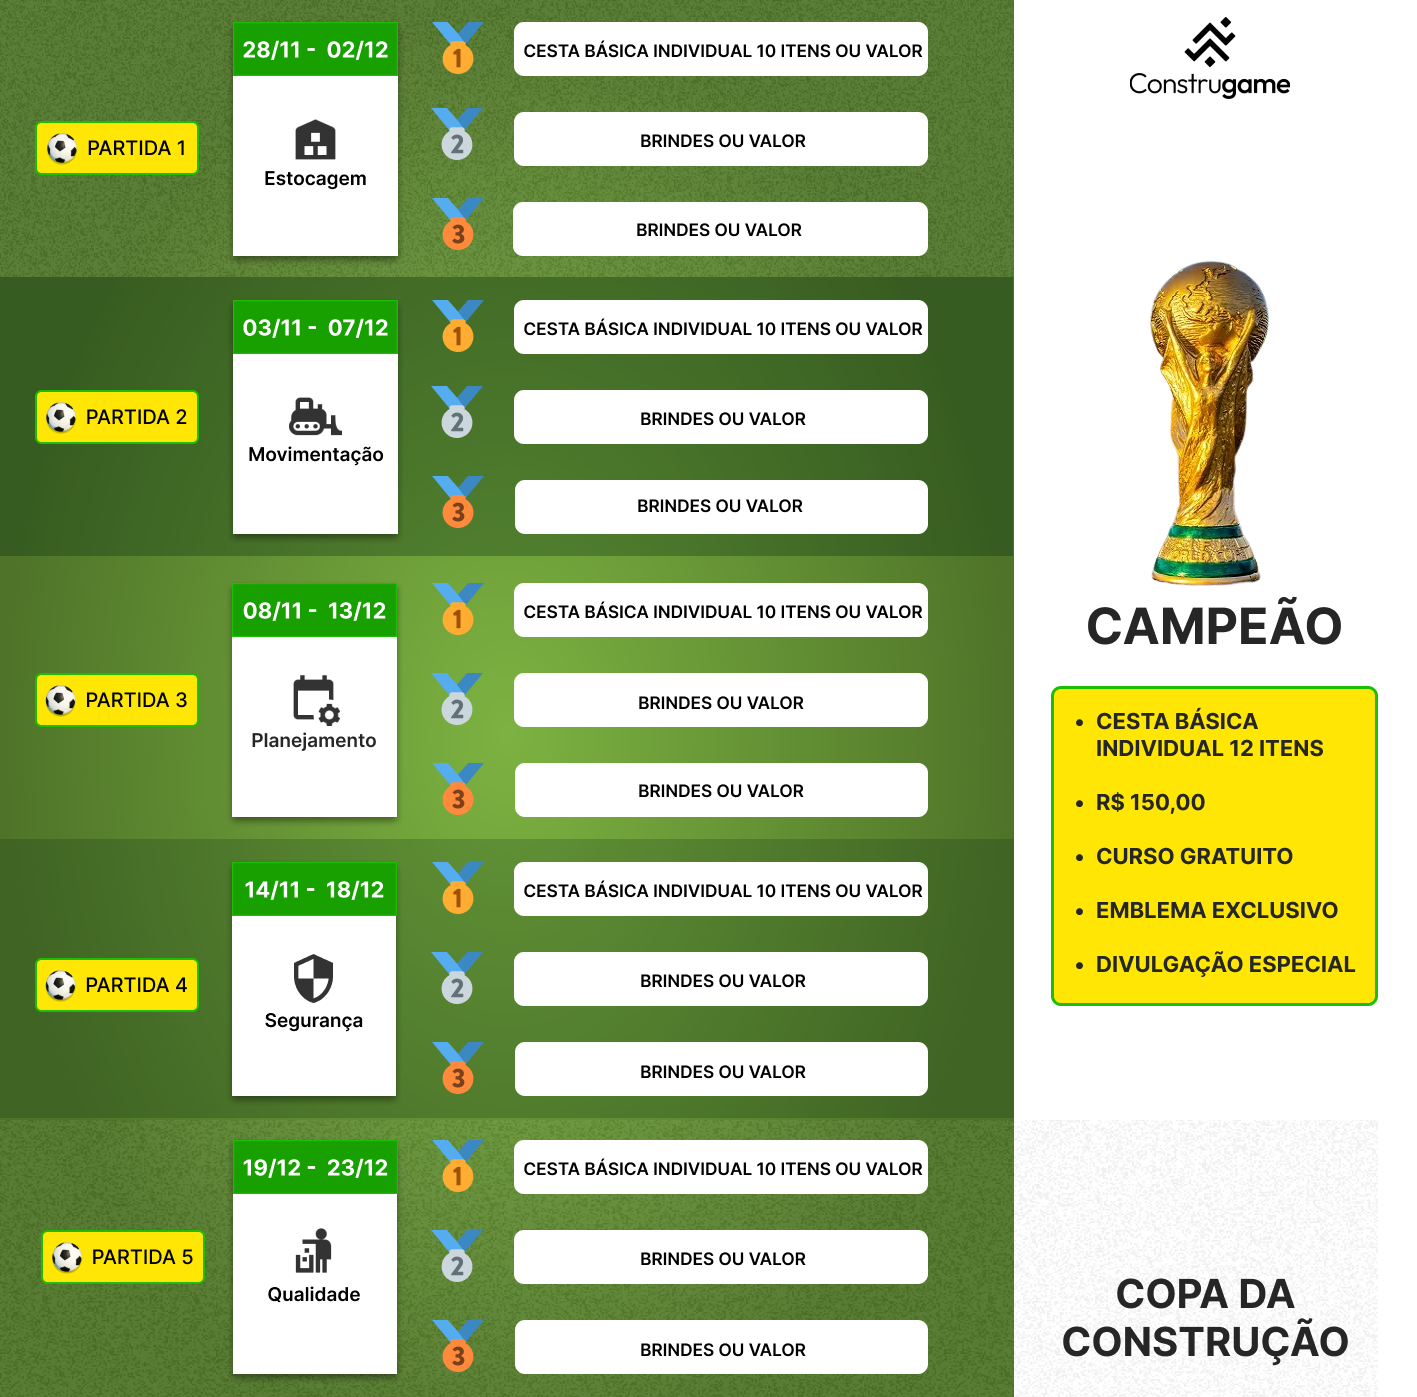 28/11 - 02/12
1
CESTA BÁSICA INDIVIDUAL 10 ITENS OU VALOR
PARTIDA 1
Estocagem
2
BRINDES OU VALOR
3
BRINDES OU VALOR
03/11 - 07/12
1
CESTA BÁSICA INDIVIDUAL 10 ITENS OU VALOR
PARTIDA 2
Movimentação
2
BRINDES OU VALOR
3
BRINDES OU VALOR
08/11 - 13/12
1
CESTA BÁSICA INDIVIDUAL 10 ITENS OU VALOR
PARTIDA 3
Planejamento
2
BRINDES OU VALOR
3
BRINDES OU VALOR
14/11 - 18/12
1
CESTA BÁSICA INDIVIDUAL 10 ITENS OU VALOR
PARTIDA 4
Segurança
2
BRINDES OU VALOR
3
BRINDES OU VALOR
19/12 - 23/12
1
CESTA BÁSICA INDIVIDUAL 10 ITENS OU VALOR
PARTIDA 5
Qualidade
2
BRINDES OU VALOR
3
BRINDES OU VALOR
Construgame
CAMPEÃO
• CESTA BÁSICA
INDIVIDUAL 12 ITENS
• R$ 150,00
• CURSO GRATUITO
• EMBLEMA EXCLUSIVO
• DIVULGAÇÃO ESPECIAL
COPA DA
CONSTRUÇÃO